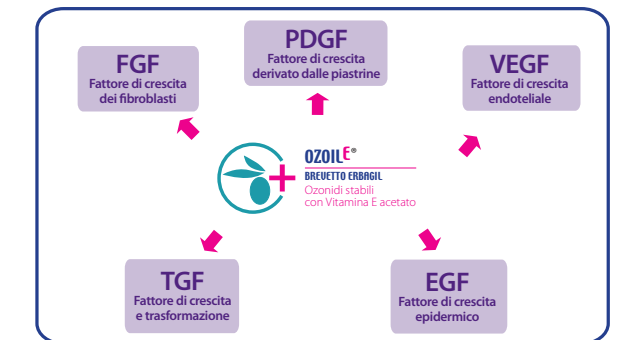 PDGF
Fattore di crescita
derivato dalle piastrine
FGF
Fattore di crescita
dei fibroblasti
VEGF
Fattore di crescita
endoteliale
OZOILE®
BREVETTO ERBAGIL
Ozonidi stabili
con Vitamina E acetato
TGF
Fattore di crescita
e trasformazione
EGF
Fattore di crescita
epidermico